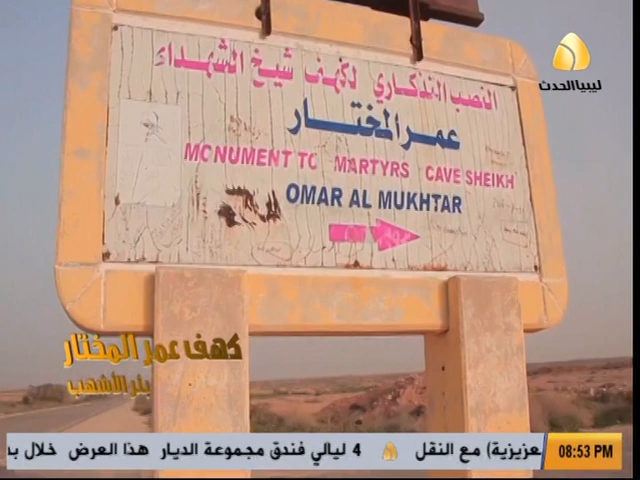 ليبيا الحدث
النصب التذكاري لكهف شيخ الشهداء
عمر المختار
MONUMENT TO MARTYRS CAVE SHEIKH
OMAR AL MUKHTAR
كهف عمر المختار
بئر الأشهب
عزيزية) مع النقل 4 ليالي فندق مجموعة الديار هذا العرض خلال
08:53 PM